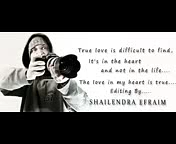 True love is difficult to find,
It's in the heart
and not in the life....
The love in my heart is true....
Editing By.....
SHAILENDRA EFRAIM